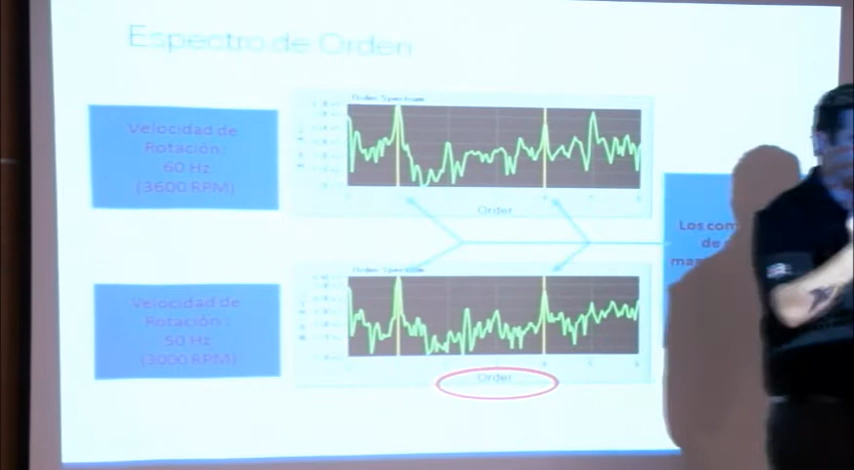 Espectro de Orden
Velocidad de
Rotación:
60 Hz
(3600 RPM)
Order Spectrum
Order
Los com
de
ma
Velocidad de
Rotación:
50 Hz
(3000 RPM)
Order Spectrum
Order